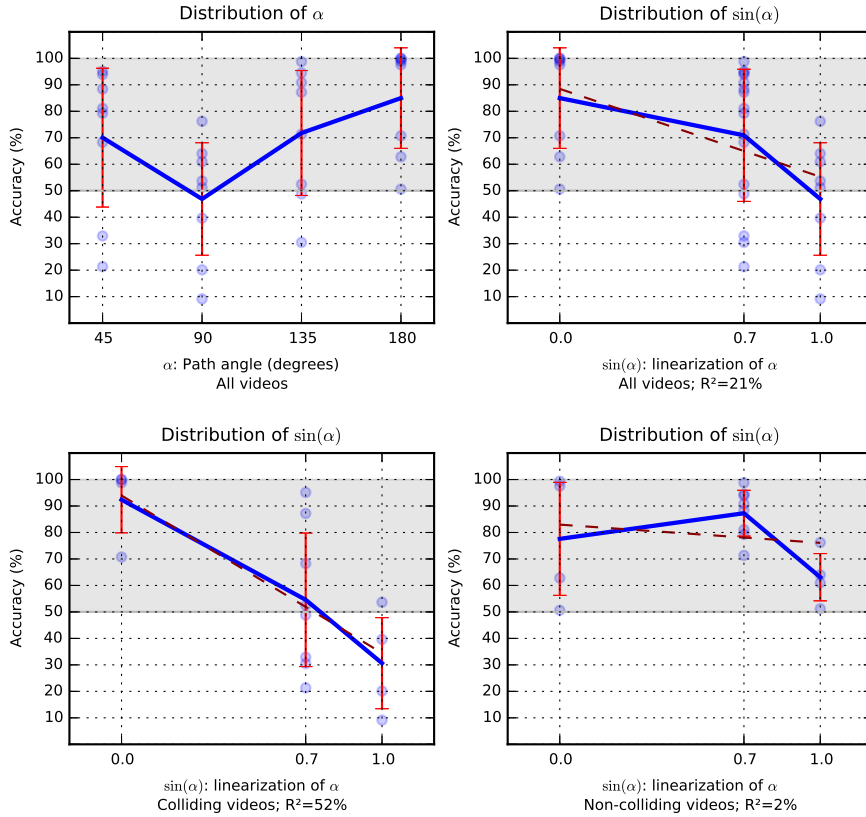 Distribution of α
Accuracy (%)
100
90
80
70
60
50
40
30
20
10
45 90 135 180
α: Path angle (degrees)
All videos
Distribution of sin(α)
Accuracy (%)
100
90
80
70
60
50
40
30
20
10
0.0 0.7 1.0
sin(α): linearization of α
All videos; R²=21%
Distribution of sin(α)
Accuracy (%)
100
90
80
70
60
50
40
30
20
10
0.0 0.7 1.0
sin(α): linearization of α
Colliding videos; R²=52%
Distribution of sin(α)
Accuracy (%)
100
90
80
70
60
50
40
30
20
10
0.0 0.7 1.0
sin(α): linearization of α
Non-colliding videos; R²=2%